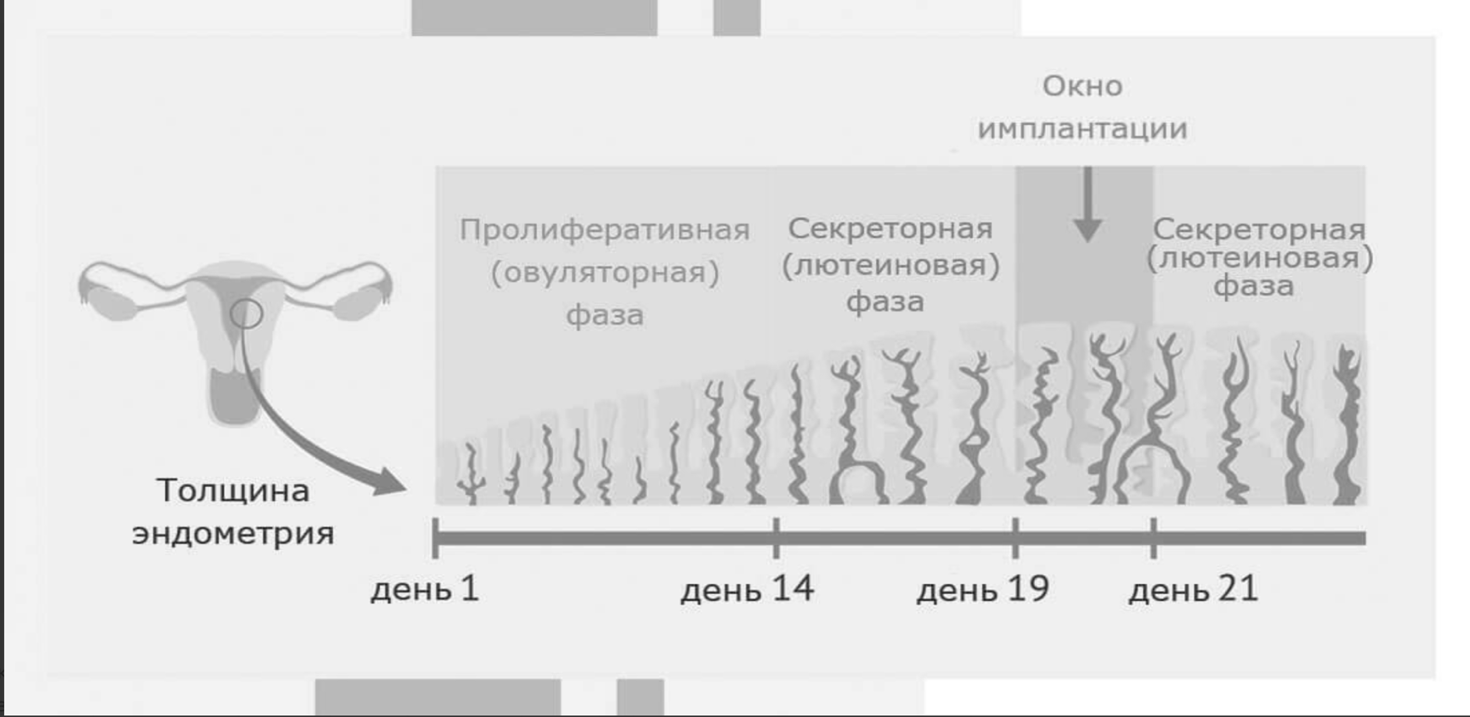 Окно
имплантации
Пролиферативная
(овуляторная)
фаза
Секреторная
(лютеиновая)
фаза
Секреторная
(лютеиновая)
фаза
Толщина
эндометрия
день 1
день 14
день 19
день 21